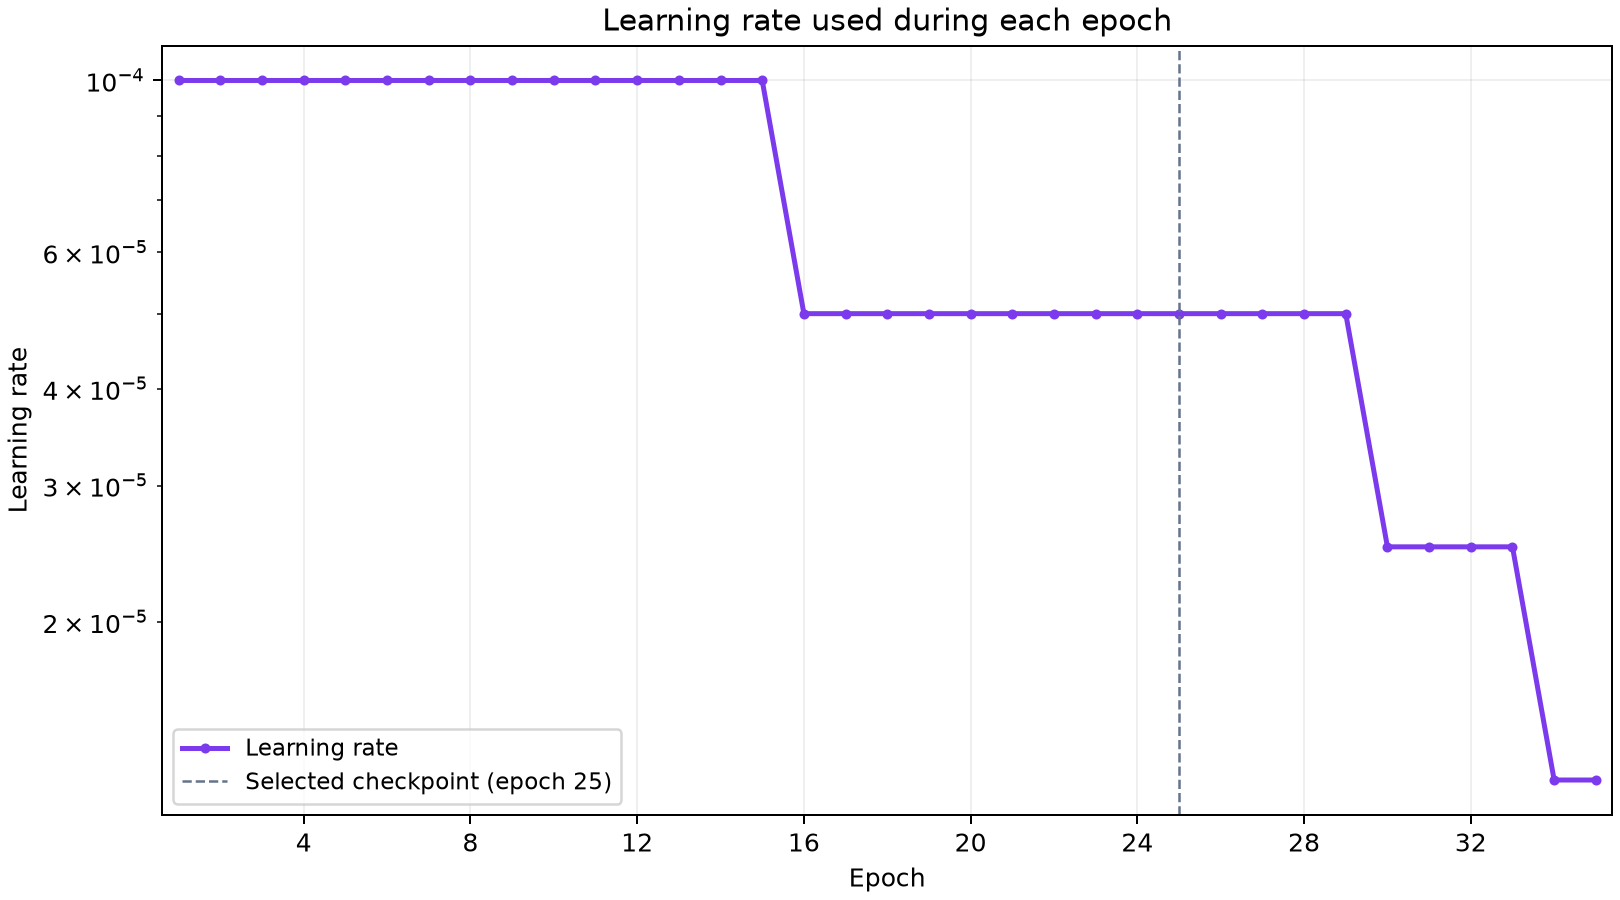 Learning rate used during each epoch
Learning rate
10⁻⁴
6 × 10⁻⁵
4 × 10⁻⁵
3 × 10⁻⁵
2 × 10⁻⁵
Learning rate
Selected checkpoint (epoch 25)
4 8 12 16 20 24 28 32
Epoch